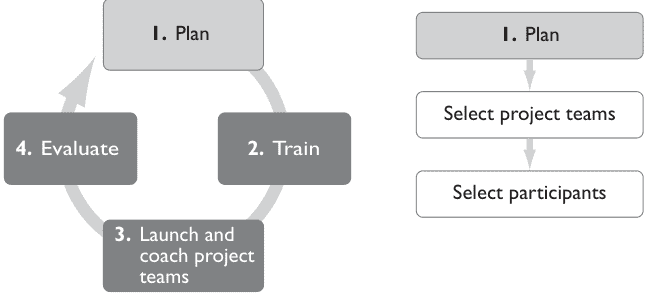 1. Plan
4. Evaluate
2. Train
3. Launch and
coach project
teams
1. Plan
Select project teams
Select participants